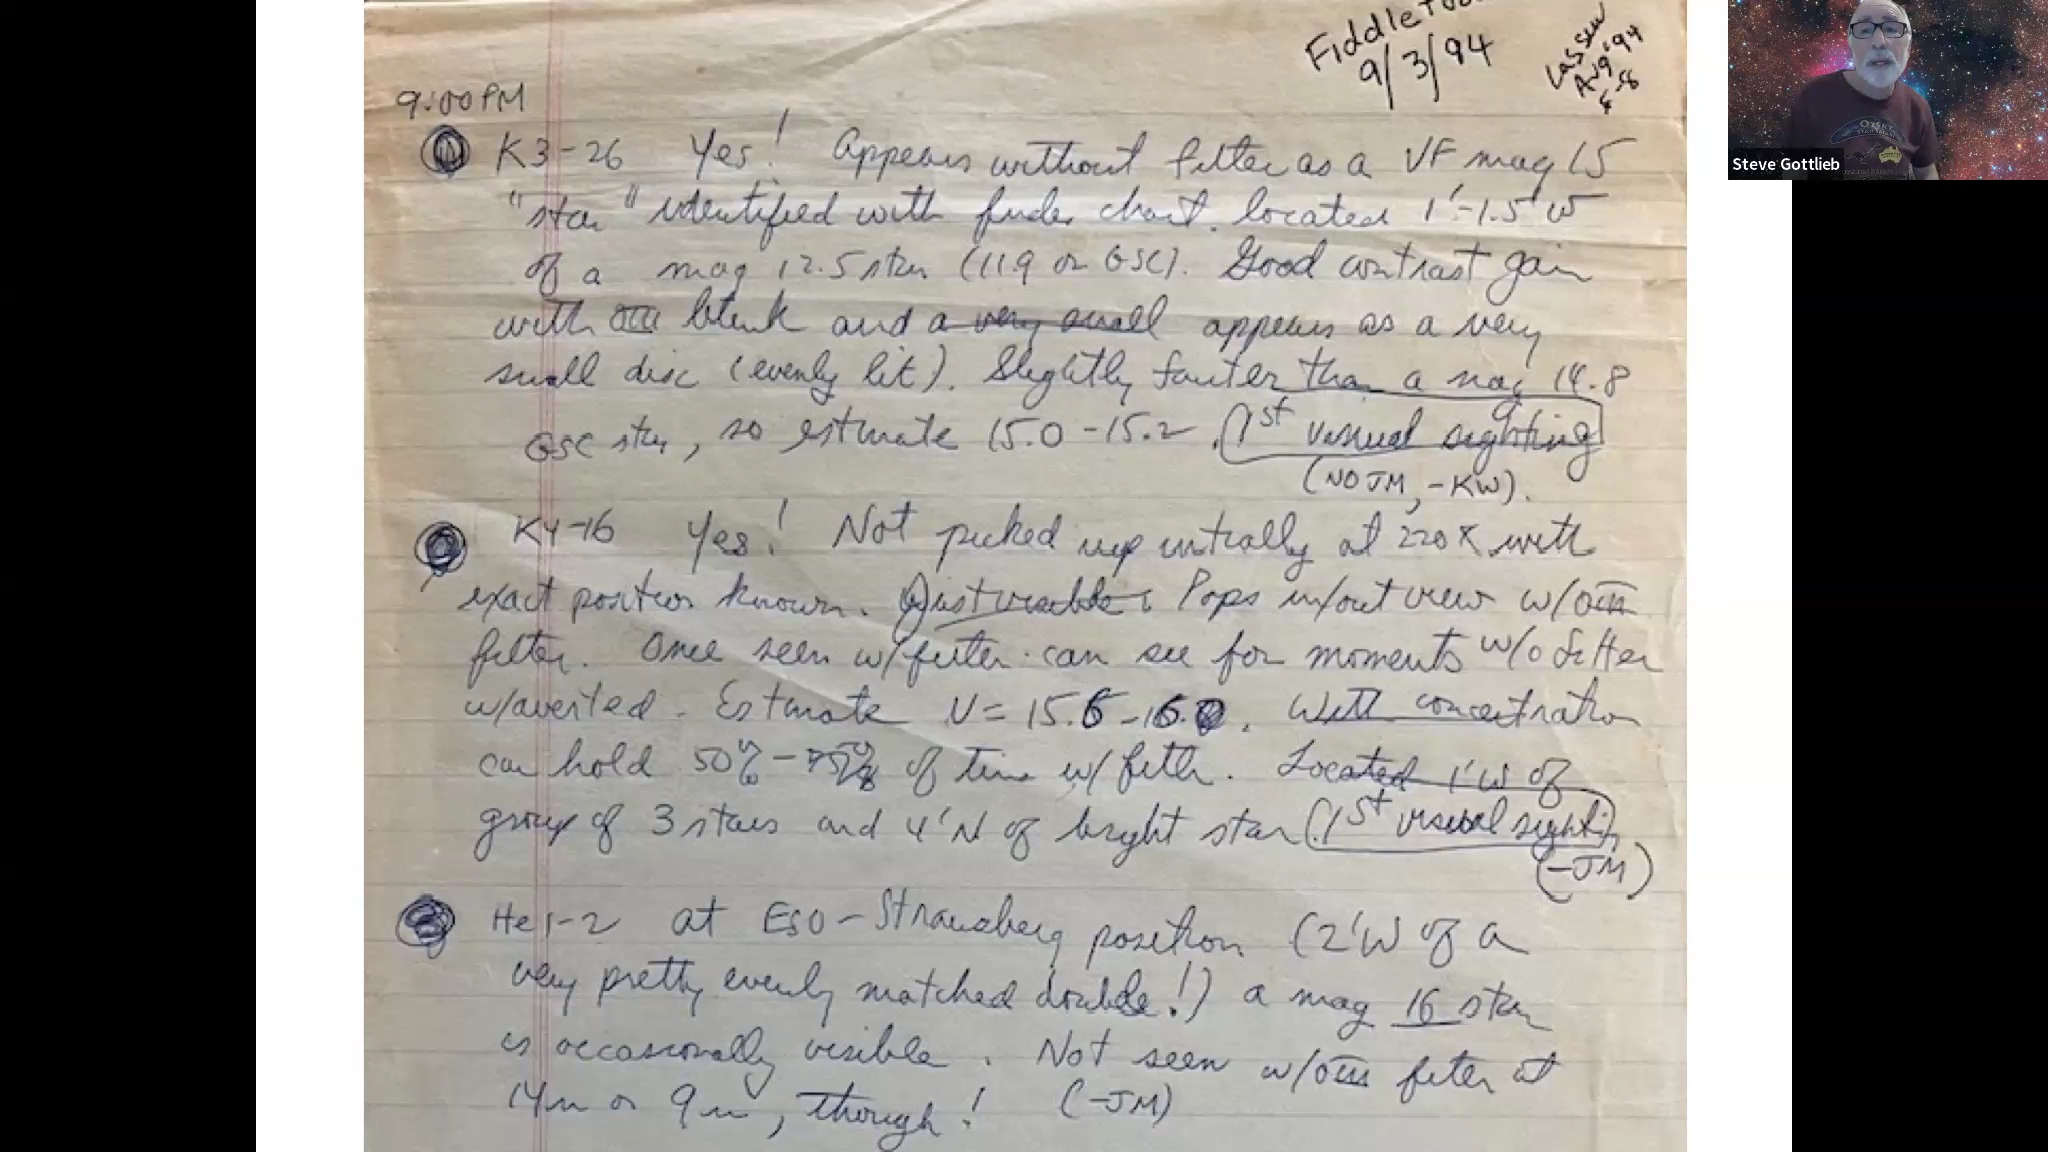 9/3/94
Lassen
Aug '94
6-8
9:00PM
K3-26 Yes! Appears without filter as a VF mag 15
"star" identified with finder chart. located 1'-1.5' W
of a mag 12.5 star (11.9 on GSC). Good contrast gain
with OIII blink and a very small appears as a very
small disc (evenly lit). Slightly fainter than a mag 14.8
GSC star, so estimate 15.0-15.2. 1st visual sighting
(NO JM, -KW).
K4-16 Yes! Not picked up initially at 220x with
exact position known. Just visible. Pops in/out view w/OIII
filter. Once seen w/filter can see for moments w/o filter
w/averted. Estimate V = 15.5-16.0. With concentration
can hold 50%-75% of time w/ filter. Located 1'W of
group of 3 stars and 4'N of bright star. (1st visual
(-JM)
He 1-2 at ESO-Strausberg position (2'W of a
very pretty evenly matched double!) a mag 16 star
is occasionally visible. Not seen w/OIII filter at
14m or 9m, though! (-JM)
Steve Gottlieb